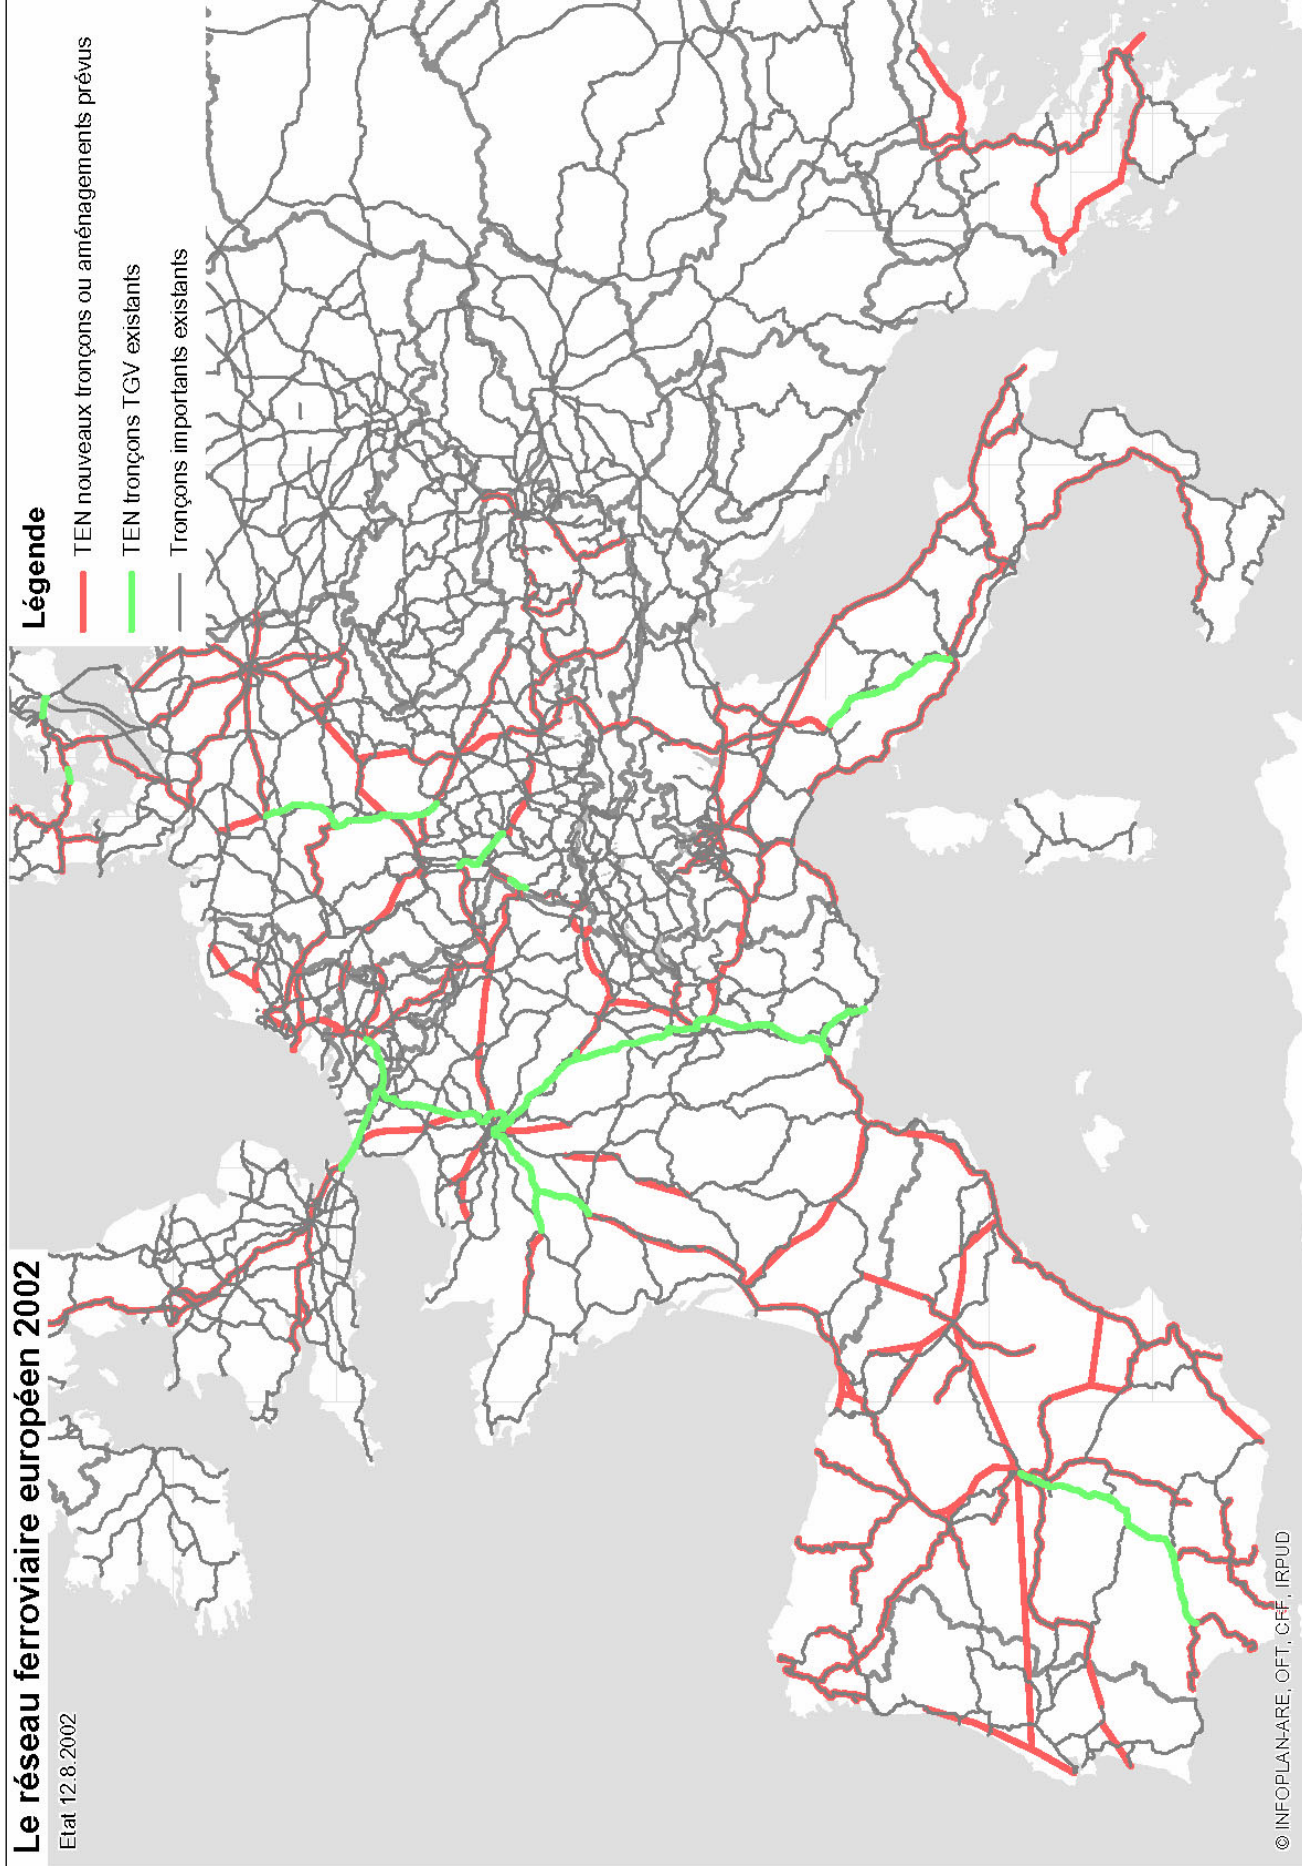 Le réseau ferroviaire européen 2002
Etat 12.8.2002
Légende
TEN nouveaux tronçons ou aménagements prévus
TEN tronçons TGV existants
Tronçons importants existants
© INFOPLAN-ARE, OFT, CFF, IRPUD